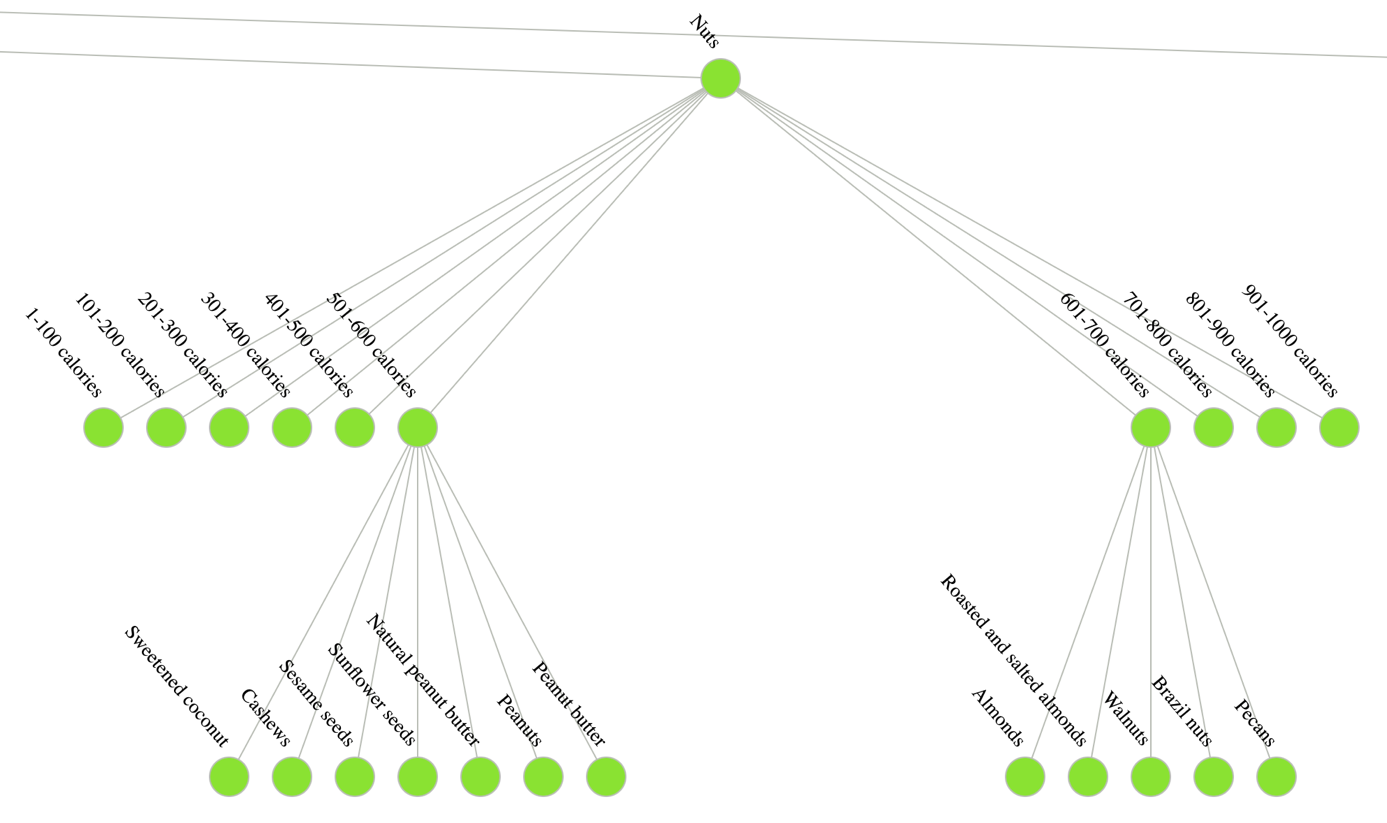 Nuts
1-100 calories
101-200 calories
201-300 calories
301-400 calories
401-500 calories
501-600 calories
601-700 calories
701-800 calories
801-900 calories
901-1000 calories
Sweetened coconut
Cashews
Sesame seeds
Sunflower seeds
Natural peanut butter
Peanuts
Peanut butter
Almonds
Roasted and salted almonds
Walnuts
Brazil nuts
Pecans